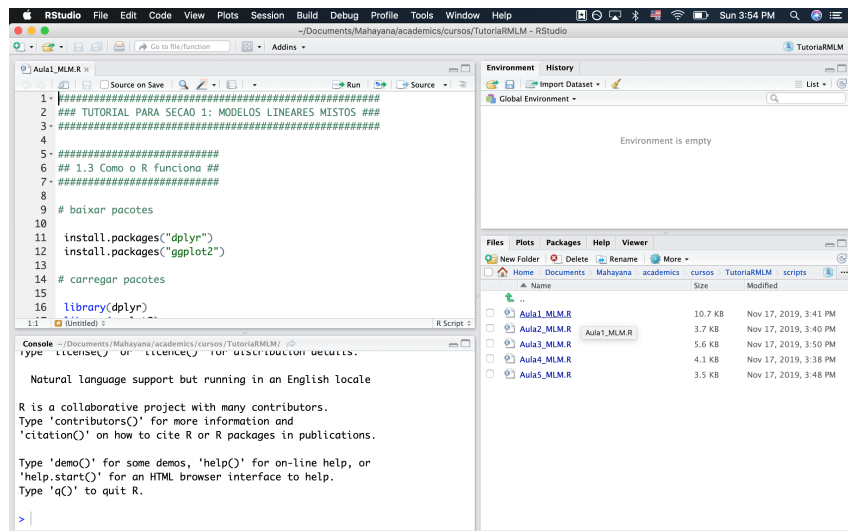 RStudio File Edit Code View Plots Session Build Debug Profile Tools Window Help Sun 3:54 PM
~/Documents/Mahayana/academics/cursos/TutoriaRMLM - RStudio
Go to file/function Addins TutoriaRMLM
Aula1_MLM.R
Source on Save Run Source
1 ######################################################
2 ### TUTORIAL PARA SECAO 1: MODELOS LINEARES MISTOS ###
3 ######################################################
4
5 ###########################
6 ## 1.3 Como o R funciona ##
7 ###########################
8
9 # baixar pacotes
10
11 install.packages("dplyr")
12 install.packages("ggplot2")
13
14 # carregar pacotes
15
16 library(dplyr)
1:1 (Untitled) R Script
Console ~/Documents/Mahayana/academics/cursos/TutoriaRMLM/
Type 'license()' or 'licence()' for distribution details.
Natural language support but running in an English locale
R is a collaborative project with many contributors.
Type 'contributors()' for more information and
'citation()' on how to cite R or R packages in publications.
Type 'demo()' for some demos, 'help()' for on-line help, or
'help.start()' for an HTML browser interface to help.
Type 'q()' to quit R.
>
Environment History
Import Dataset List
Global Environment
Environment is empty
Files Plots Packages Help Viewer
New Folder Delete Rename More
Home Documents Mahayana academics cursos TutoriaRMLM scripts
Name Size Modified
..
Aula1_MLM.R 10.7 KB Nov 17, 2019, 3:41 PM
Aula2_MLM.R 3.7 KB Nov 17, 2019, 3:40 PM
Aula1_MLM.R
Aula3_MLM.R 5.6 KB Nov 17, 2019, 3:50 PM
Aula4_MLM.R 4.1 KB Nov 17, 2019, 3:38 PM
Aula5_MLM.R 3.5 KB Nov 17, 2019, 3:48 PM